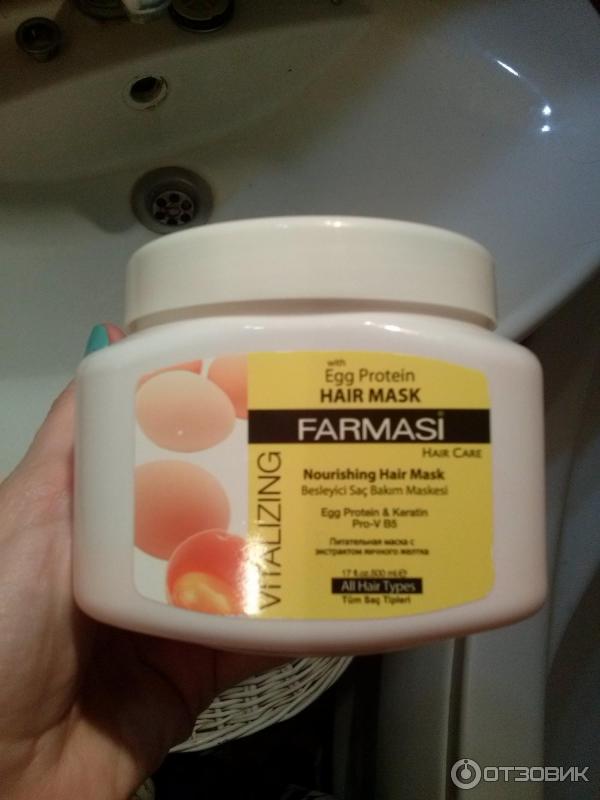 with
Egg Protein
HAIR MASK
FARMASi
HAIR CARE
VITALIZING
Nourishing Hair Mask
Besleyici Saç Bakım Maskesi
Egg Protein & Keratin
Pro-V B5
Питательная маска с
экстрактом яичного желтка
17 fl.oz. 500 mL ℮
All Hair Types
Tüm Saç Tipleri
ОТЗОВИК